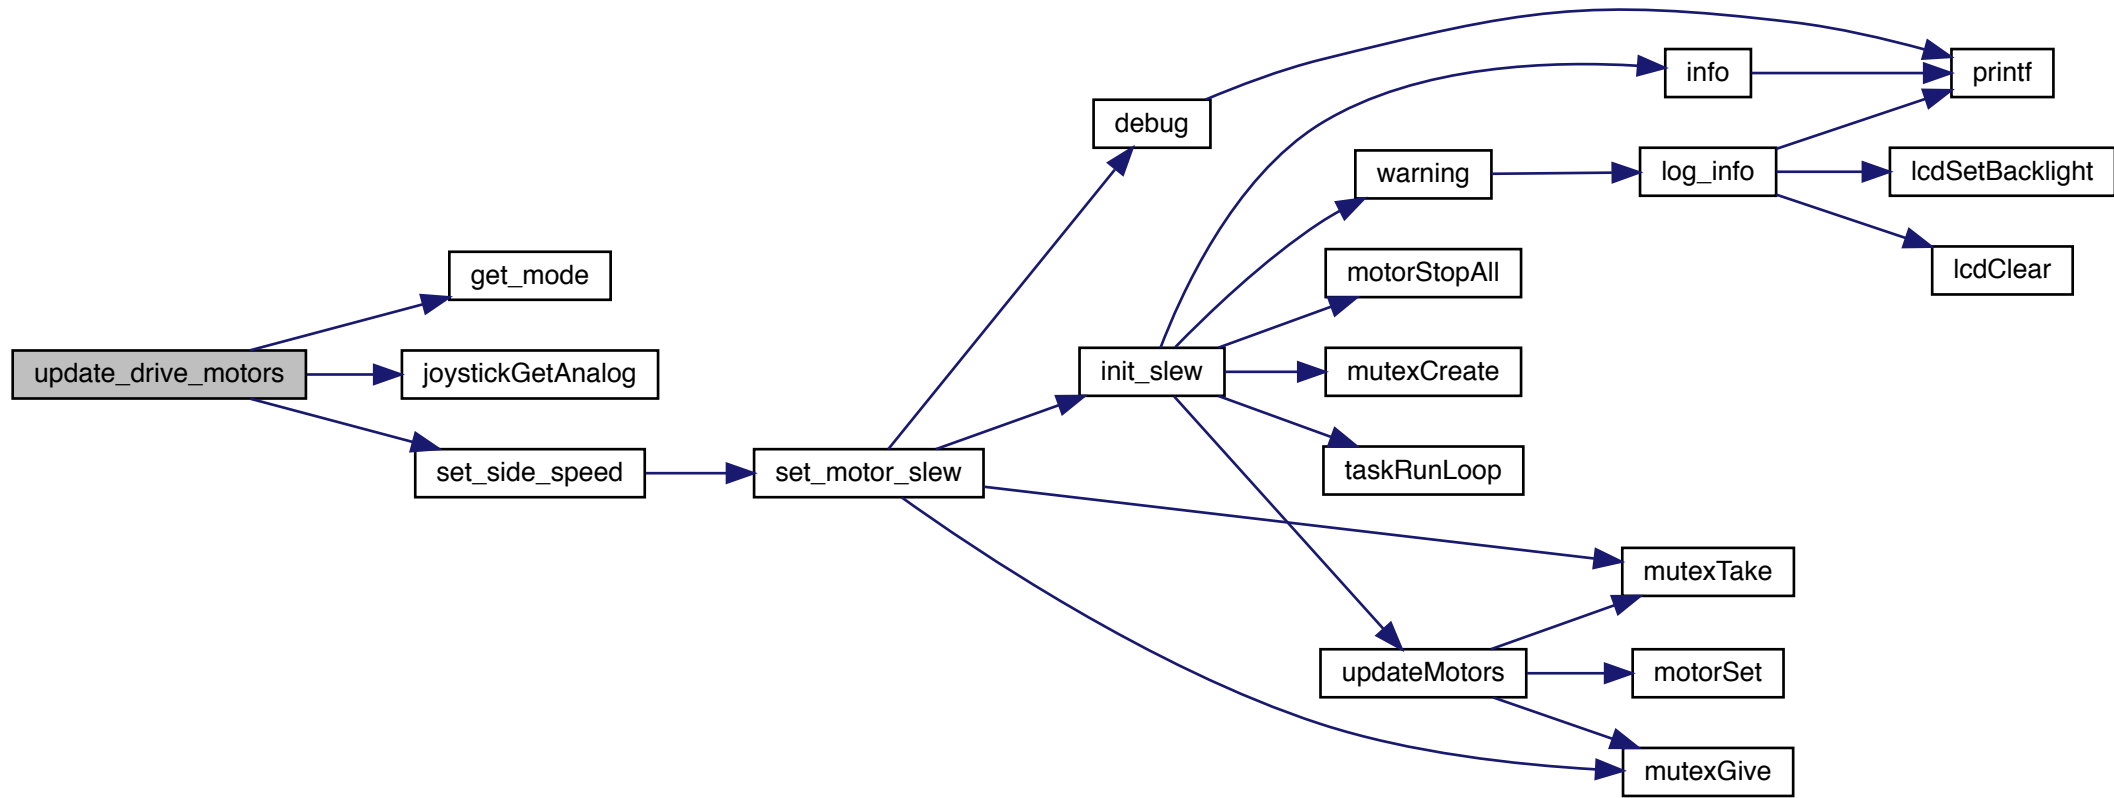 update_drive_motors
get_mode
joystickGetAnalog
set_side_speed
set_motor_slew
debug
init_slew
info
warning
motorStopAll
mutexCreate
taskRunLoop
updateMotors
log_info
printf
lcdSetBacklight
lcdClear
mutexTake
motorSet
mutexGive